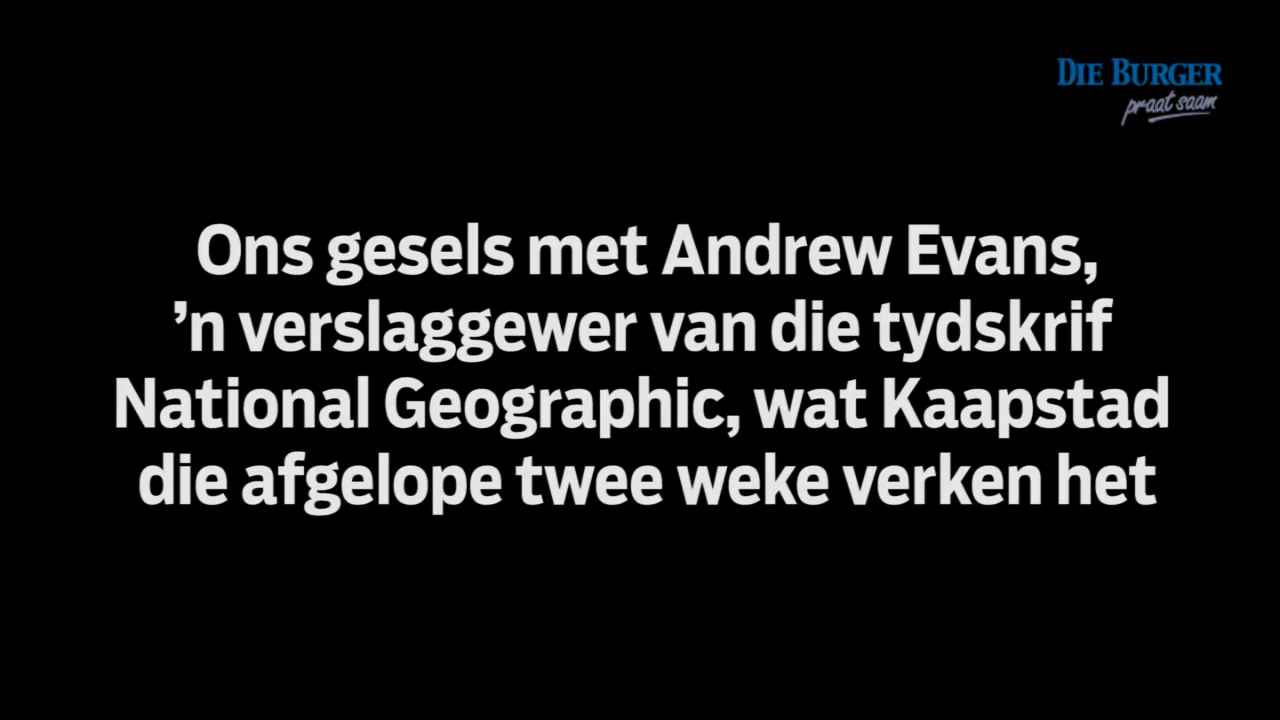 DIE BURGER
praat saam
Ons gesels met Andrew Evans,
’n verslaggewer van die tydskrif
National Geographic, wat Kaapstad
die afgelope twee weke verken het